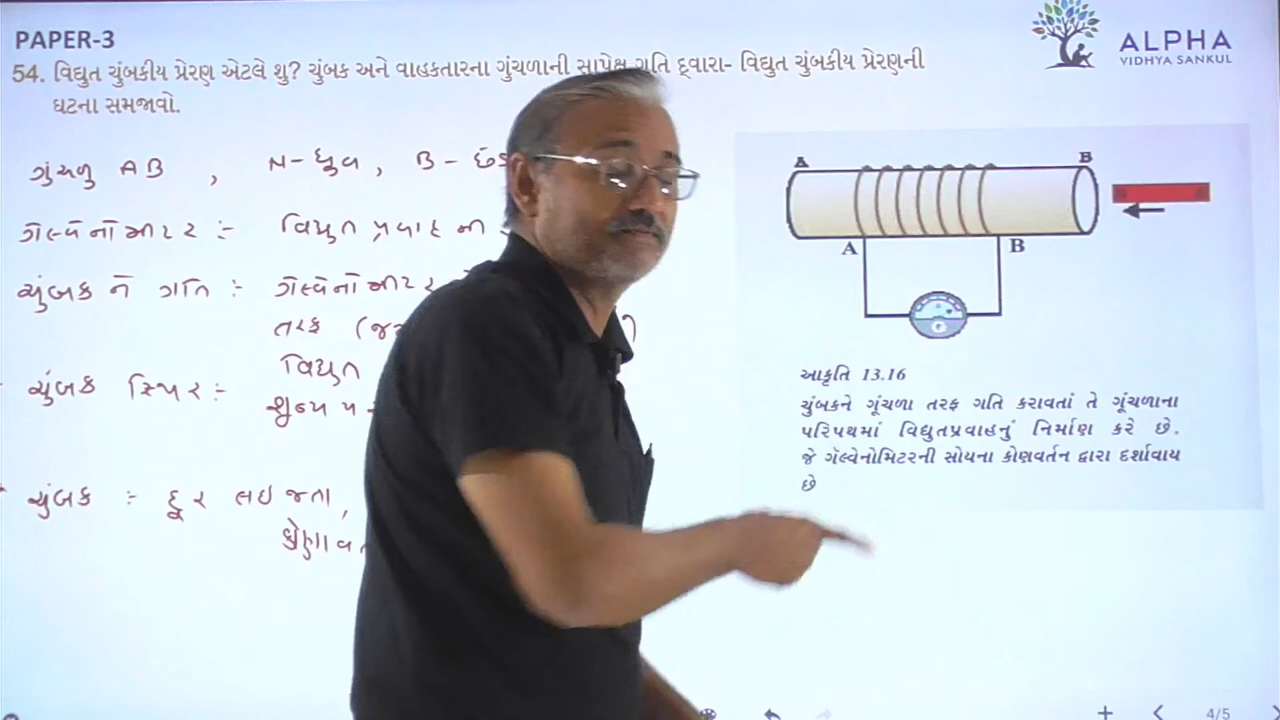 PAPER-3
ALPHA
VIDHYA SANKUL
54. વિદ્યુત ચુંબકીય પ્રેરણ એટલે શુ? ચુંબક અને વાહકતારના ગુંચળાની સાપેક્ષ ગતિ દ્વારા- વિદ્યુત ચુંબકીય પ્રેરણની
ઘટના સમજાવો.
ગુંચળુ AB , N-ધ્રુવ , B-
ગેલ્વેનોમીટર :- વિદ્યુત પ્રવાહ ની
ચુંબક ને ગતિ :- ગેલ્વેનોમીટર
તરફ
વિદ્યુત
ચુંબક સ્થિર :-
શૂન્ય
ચુંબક :- દૂર લઇ જતા,
A B
A B
G
આકૃતિ 13.16
ચુંબકને ગૂંચળા તરફ ગતિ કરાવતાં તે ગૂંચળાના
પરિપથમાં વિદ્યુતપ્રવાહનું નિર્માણ કરે છે.
જે ગૅલ્વેનોમિટરની સોયના કોણવર્તન દ્વારા દર્શાવાય
છે
4/5